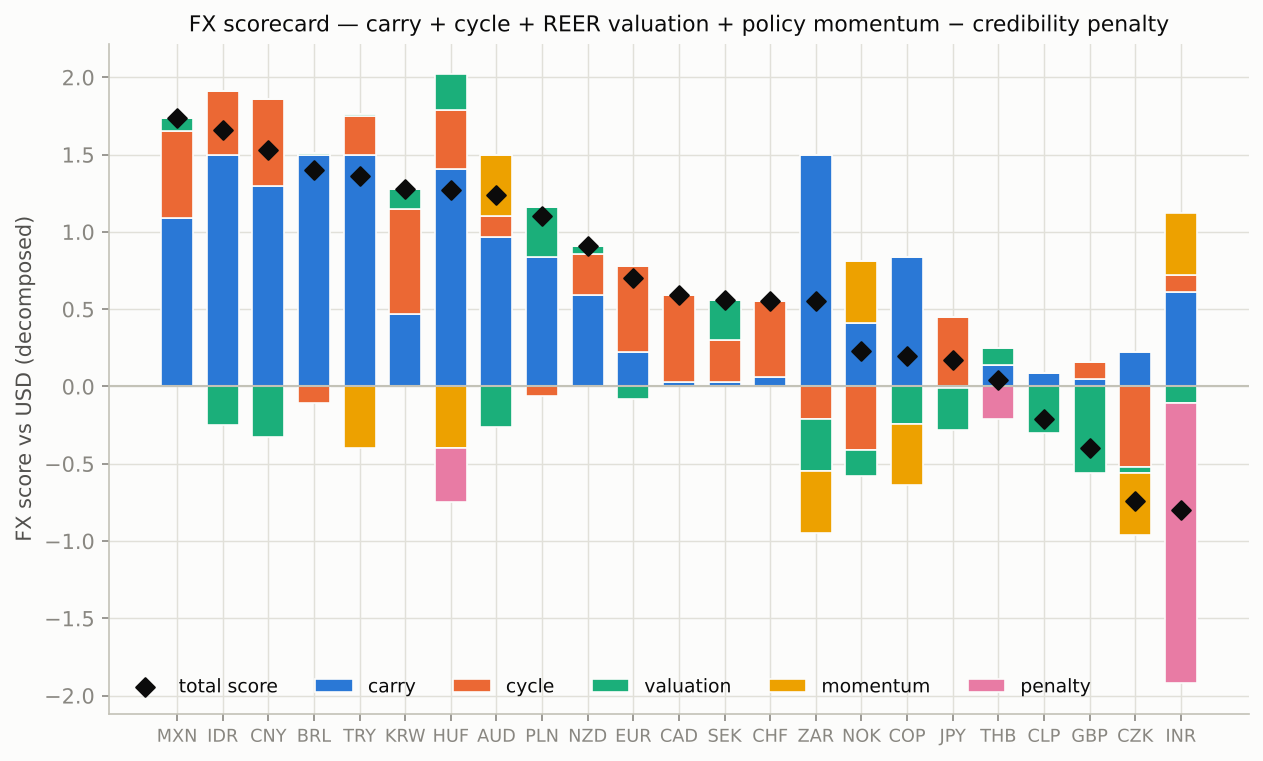 FX scorecard — carry + cycle + REER valuation + policy momentum − credibility penalty
FX score vs USD (decomposed)
2.0
1.5
1.0
0.5
0.0
−0.5
−1.0
−1.5
−2.0
total score carry cycle valuation momentum penalty
MXN IDR CNY BRL TRY KRW HUF AUD PLN NZD EUR CAD SEK CHF ZAR NOK COP JPY THB CLP GBP CZK INR